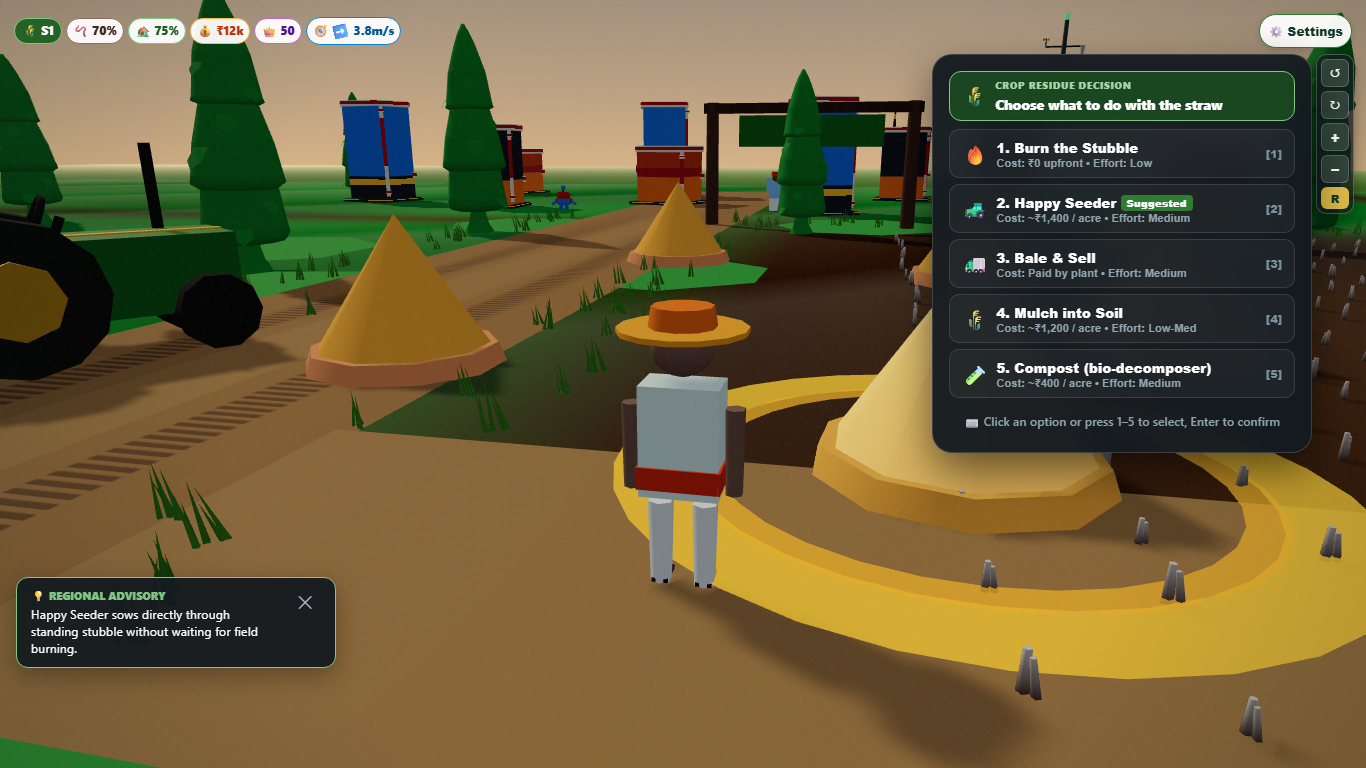 S1 70% 75% ₹12k 50 3.8m/s
Settings
CROP RESIDUE DECISION
Choose what to do with the straw
1. Burn the Stubble
Cost: ₹0 upfront • Effort: Low
[1]
2. Happy Seeder Suggested
Cost: ~₹1,400 / acre • Effort: Medium
[2]
3. Bale & Sell
Cost: Paid by plant • Effort: Medium
[3]
4. Mulch into Soil
Cost: ~₹1,200 / acre • Effort: Low-Med
[4]
5. Compost (bio-decomposer)
Cost: ~₹400 / acre • Effort: Medium
[5]
Click an option or press 1–5 to select, Enter to confirm
↺
↻
+
−
R
REGIONAL ADVISORY
Happy Seeder sows directly through
standing stubble without waiting for field
burning.